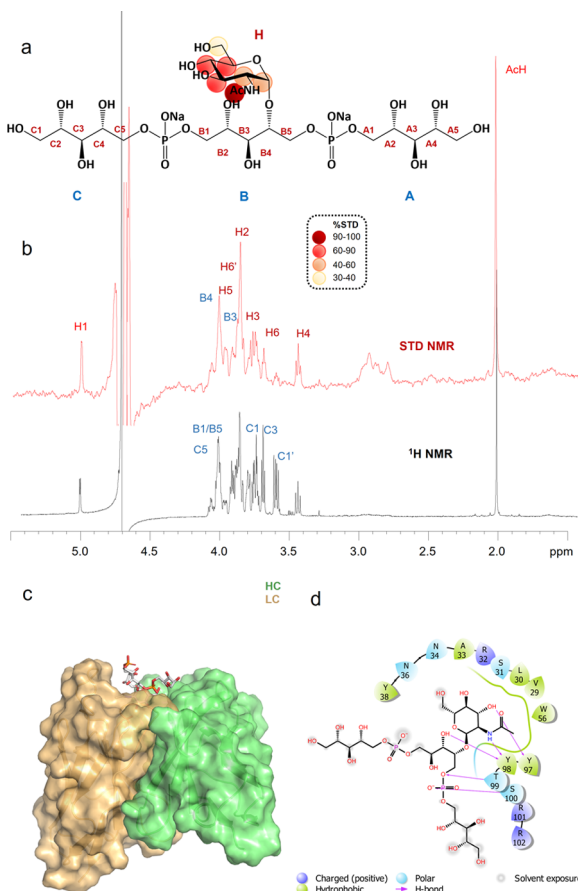 a
H
HO
HO
HO
AcNH
O
O
AcH
OH OH
OH
O
ONa
P
O
O
OH
ONa
P
O
O
OH OH
OH
HO
C1
C2
C3
C4
C5
B1
B2
B3
B4
B5
A1
A2
A3
A4
A5
C
B
A
b
%STD
90-100
60-90
40-60
30-40
H2
H6'
B4
H5
B3
H1
H3
H6
H4
STD NMR
B1/B5
C5
C1
C3
C1'
¹H NMR
5.0 4.5 4.0 3.5 3.0 2.5 2.0 ppm
c
HC
LC
d
Y 38
N 36
N 34
A 33
R 32
S 31
L 30
V 29
W 56
Y 98
Y 97
T 99
S 100
R 101
R 102
Charged (positive)
Polar
Solvent exposure
Hydrophobic
H-bond